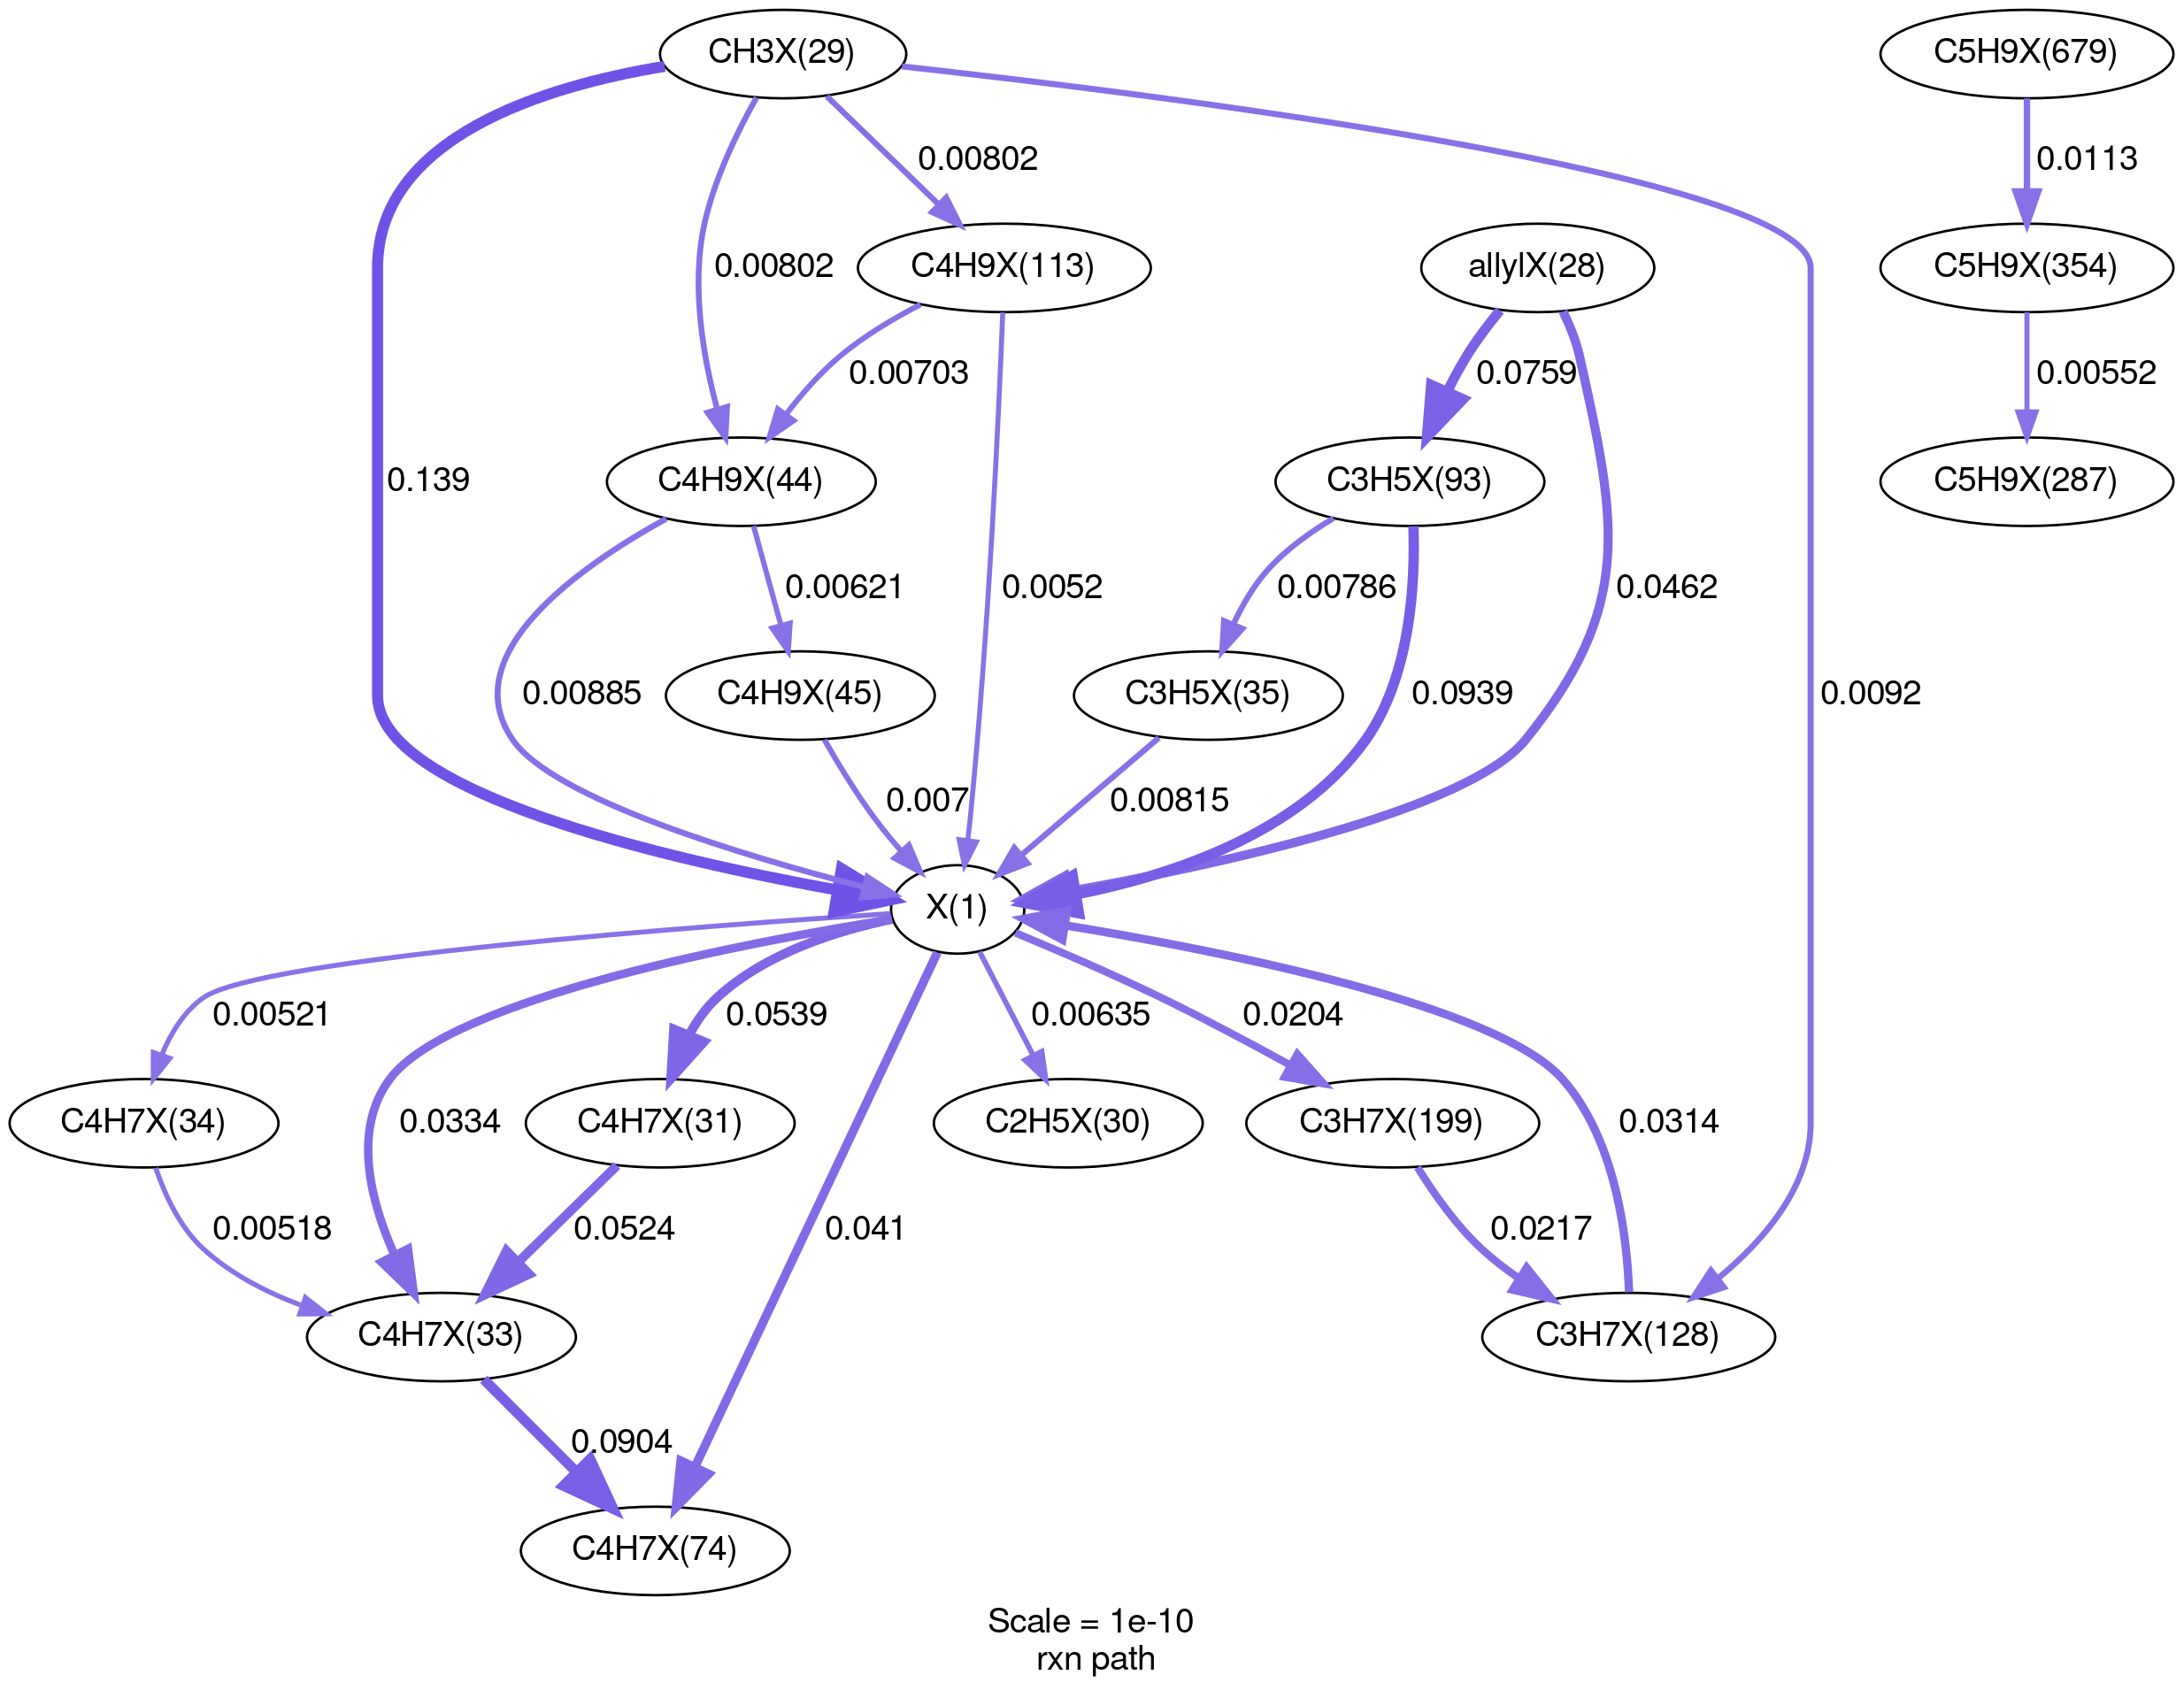 CH3X(29)
C5H9X(679)
0.00802
0.0113
0.00802
C4H9X(113)
allylX(28)
C5H9X(354)
0.00703
0.0759
0.00552
0.139
C4H9X(44)
C3H5X(93)
C5H9X(287)
0.00621
0.0052
0.00786
0.0462
0.00885
C4H9X(45)
C3H5X(35)
0.0939
0.0092
0.007
0.00815
X(1)
0.00521
0.0539
0.00635
0.0204
C4H7X(34)
0.0334
C4H7X(31)
C2H5X(30)
C3H7X(199)
0.0314
0.00518
0.0524
0.041
0.0217
C4H7X(33)
C3H7X(128)
0.0904
C4H7X(74)
Scale = 1e-10
rxn path